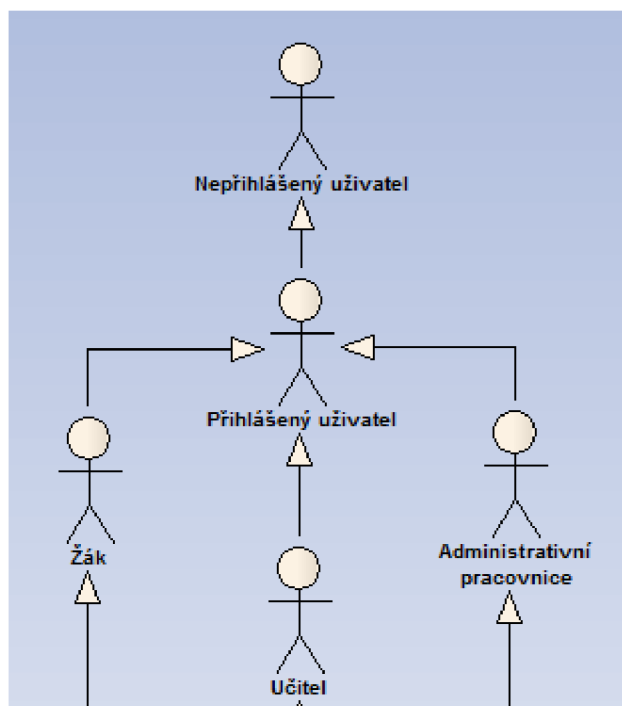 Nepřihlášený uživatel
Přihlášený uživatel
Žák
Administrativní
pracovnice
Učitel